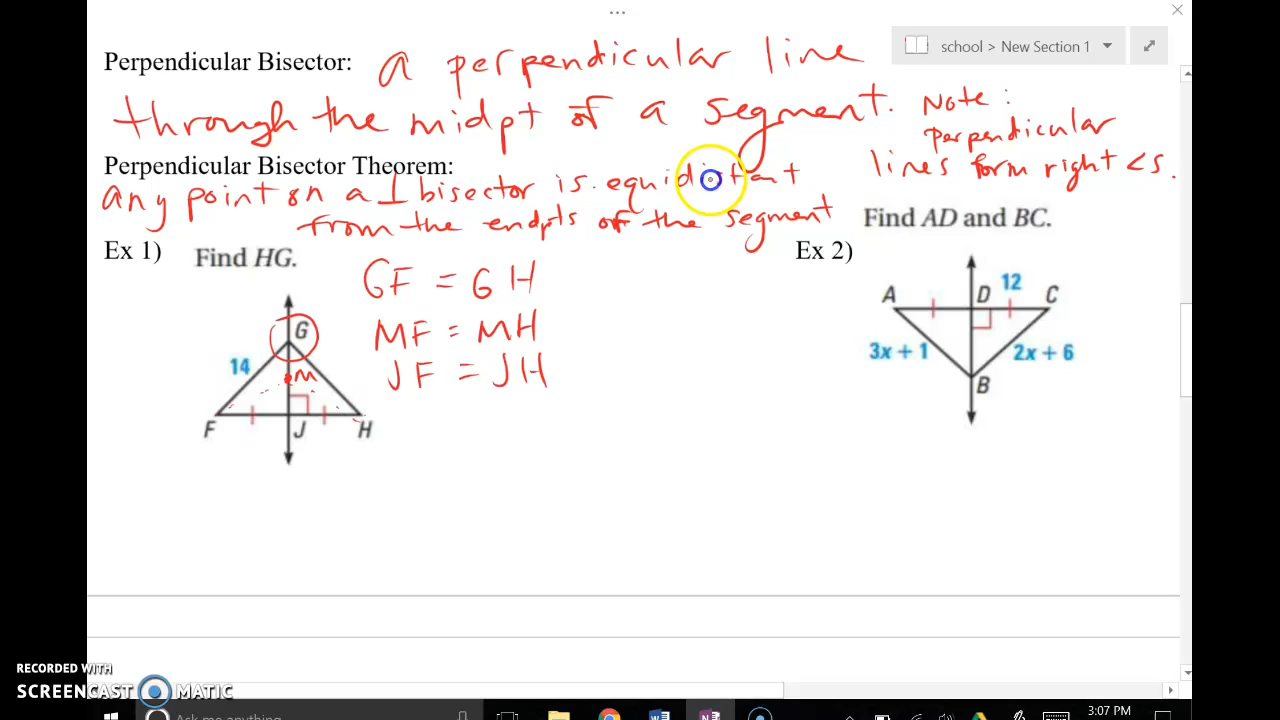 ...
school > New Section 1
Perpendicular Bisector: a perpendicular line
through the midpt of a segment.
Note:
perpendicular
lines form right <s.
Perpendicular Bisector Theorem:
any point on a ⊥ bisector is equidistant
from the endpts of the segment
Ex 1) Find HG.
GF = GH
MF = MH
JF = JH
G
14
M
F J H
Ex 2) Find AD and BC.
A D 12 C
3x + 1 2x + 6
B
RECORDED WITH
SCREENCAST MATIC
Ask me anything
3:07 PM